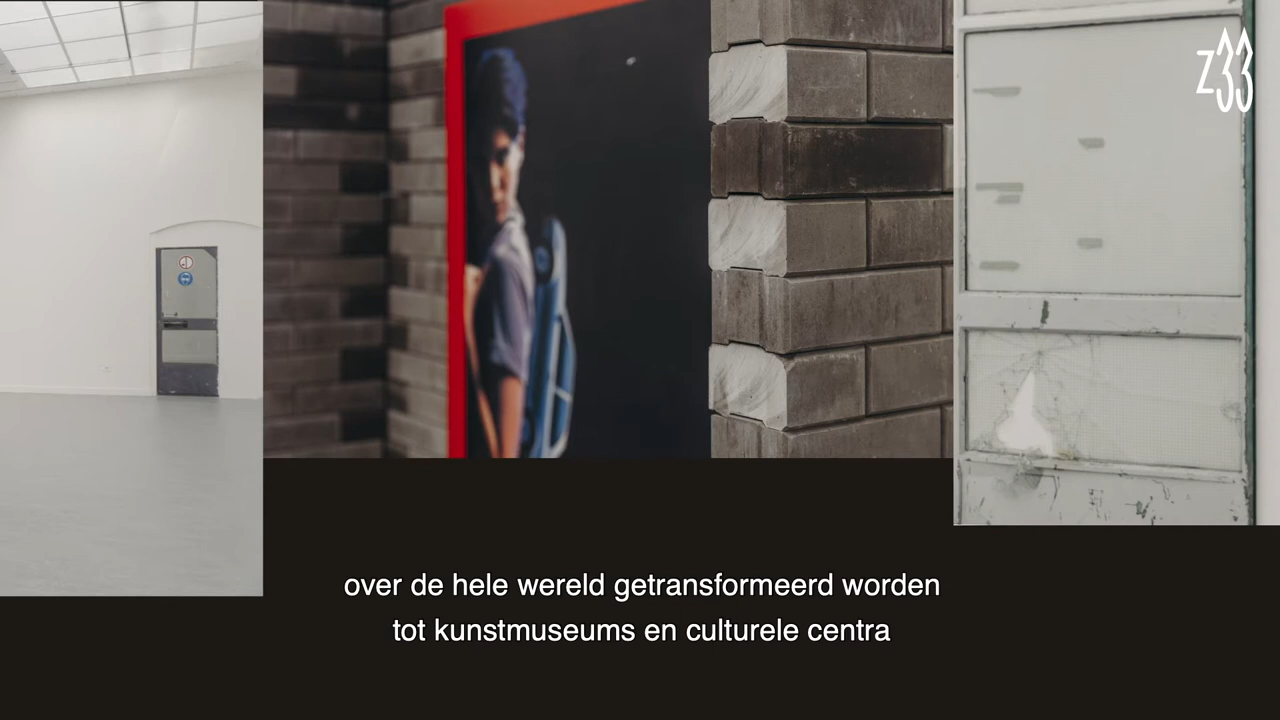 Z33
over de hele wereld getransformeerd worden
tot kunstmuseums en culturele centra